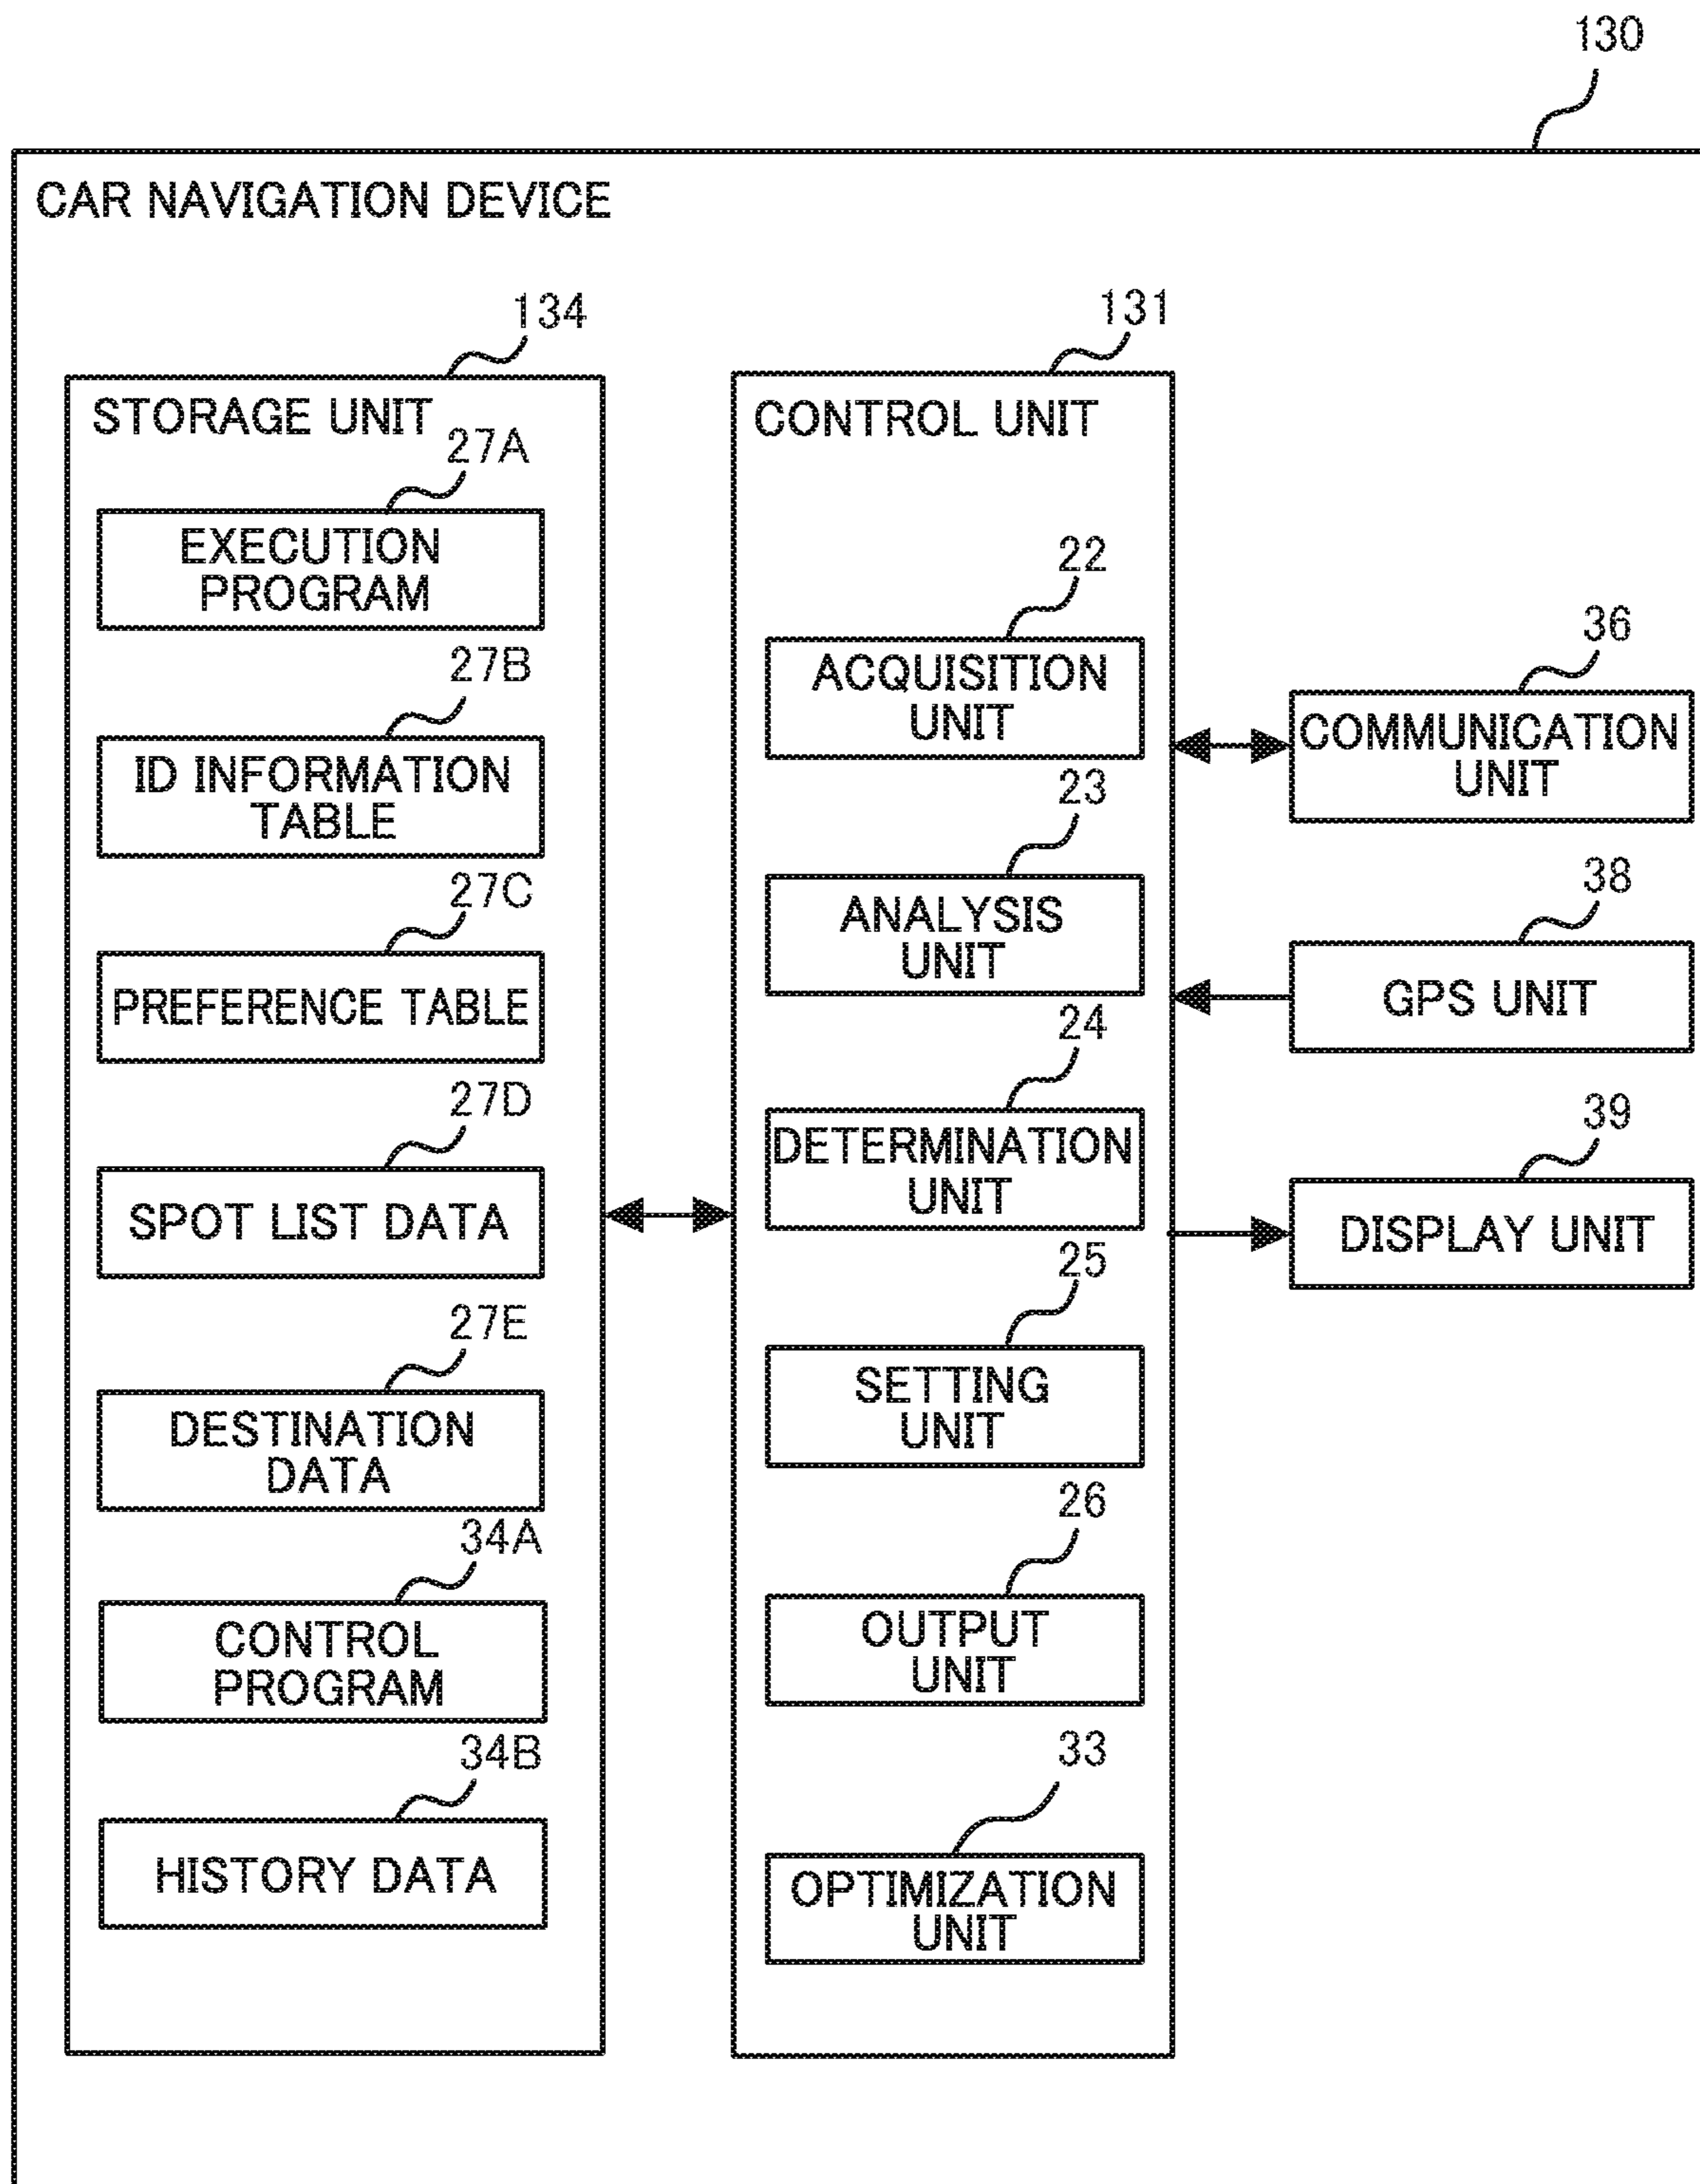 130
CAR NAVIGATION DEVICE
134
STORAGE UNIT
27A
EXECUTION
PROGRAM
27B
ID INFORMATION
TABLE
27C
PREFERENCE TABLE
27D
SPOT LIST DATA
27E
DESTINATION
DATA
34A
CONTROL
PROGRAM
34B
HISTORY DATA
131
CONTROL UNIT
22
ACQUISITION
UNIT
23
ANALYSIS
UNIT
24
DETERMINATION
UNIT
25
SETTING
UNIT
26
OUTPUT
UNIT
33
OPTIMIZATION
UNIT
36
COMMUNICATION
UNIT
38
GPS UNIT
39
DISPLAY UNIT